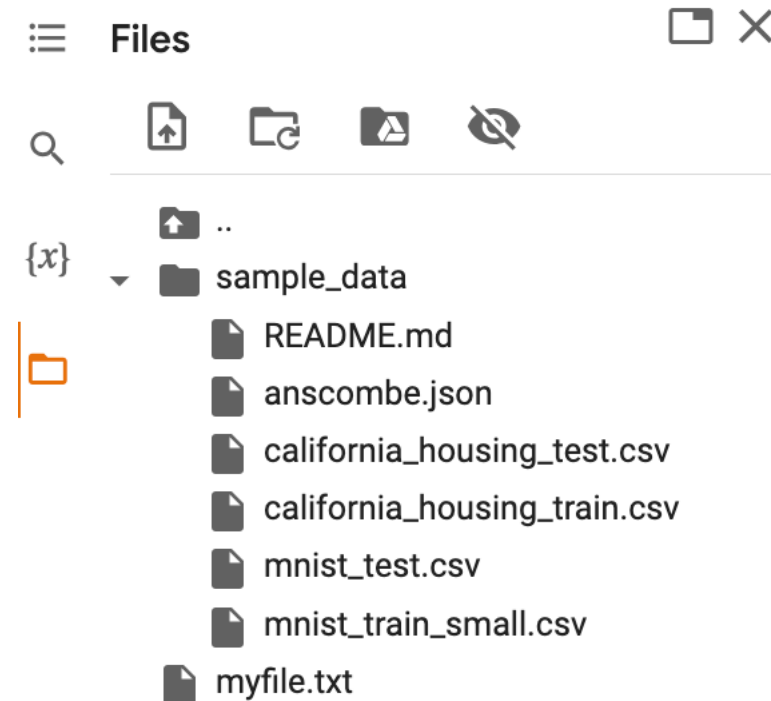 Files
..
{x}
sample_data
README.md
anscombe.json
california_housing_test.csv
california_housing_train.csv
mnist_test.csv
mnist_train_small.csv
myfile.txt